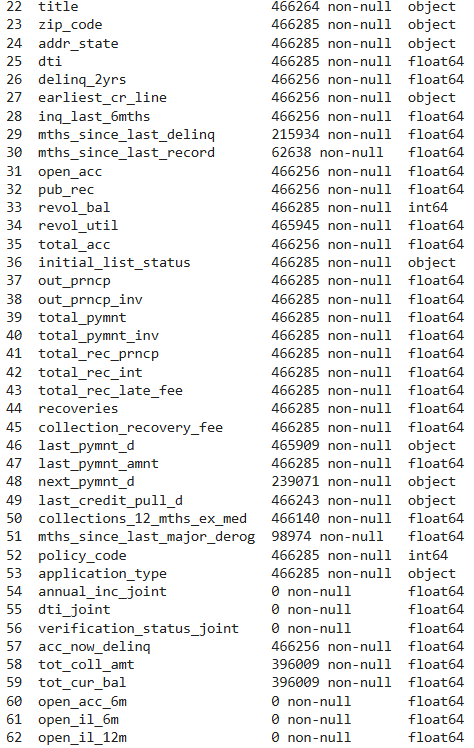 22 title 466264 non-null object
23 zip_code 466285 non-null object
24 addr_state 466285 non-null object
25 dti 466285 non-null float64
26 delinq_2yrs 466256 non-null float64
27 earliest_cr_line 466256 non-null object
28 inq_last_6mths 466256 non-null float64
29 mths_since_last_delinq 215934 non-null float64
30 mths_since_last_record 62638 non-null float64
31 open_acc 466256 non-null float64
32 pub_rec 466256 non-null float64
33 revol_bal 466285 non-null int64
34 revol_util 465945 non-null float64
35 total_acc 466256 non-null float64
36 initial_list_status 466285 non-null object
37 out_prncp 466285 non-null float64
38 out_prncp_inv 466285 non-null float64
39 total_pymnt 466285 non-null float64
40 total_pymnt_inv 466285 non-null float64
41 total_rec_prncp 466285 non-null float64
42 total_rec_int 466285 non-null float64
43 total_rec_late_fee 466285 non-null float64
44 recoveries 466285 non-null float64
45 collection_recovery_fee 466285 non-null float64
46 last_pymnt_d 465909 non-null object
47 last_pymnt_amnt 466285 non-null float64
48 next_pymnt_d 239071 non-null object
49 last_credit_pull_d 466243 non-null object
50 collections_12_mths_ex_med 466140 non-null float64
51 mths_since_last_major_derog 98974 non-null float64
52 policy_code 466285 non-null int64
53 application_type 466285 non-null object
54 annual_inc_joint 0 non-null float64
55 dti_joint 0 non-null float64
56 verification_status_joint 0 non-null float64
57 acc_now_delinq 466256 non-null float64
58 tot_coll_amt 396009 non-null float64
59 tot_cur_bal 396009 non-null float64
60 open_acc_6m 0 non-null float64
61 open_il_6m 0 non-null float64
62 open_il_12m 0 non-null float64